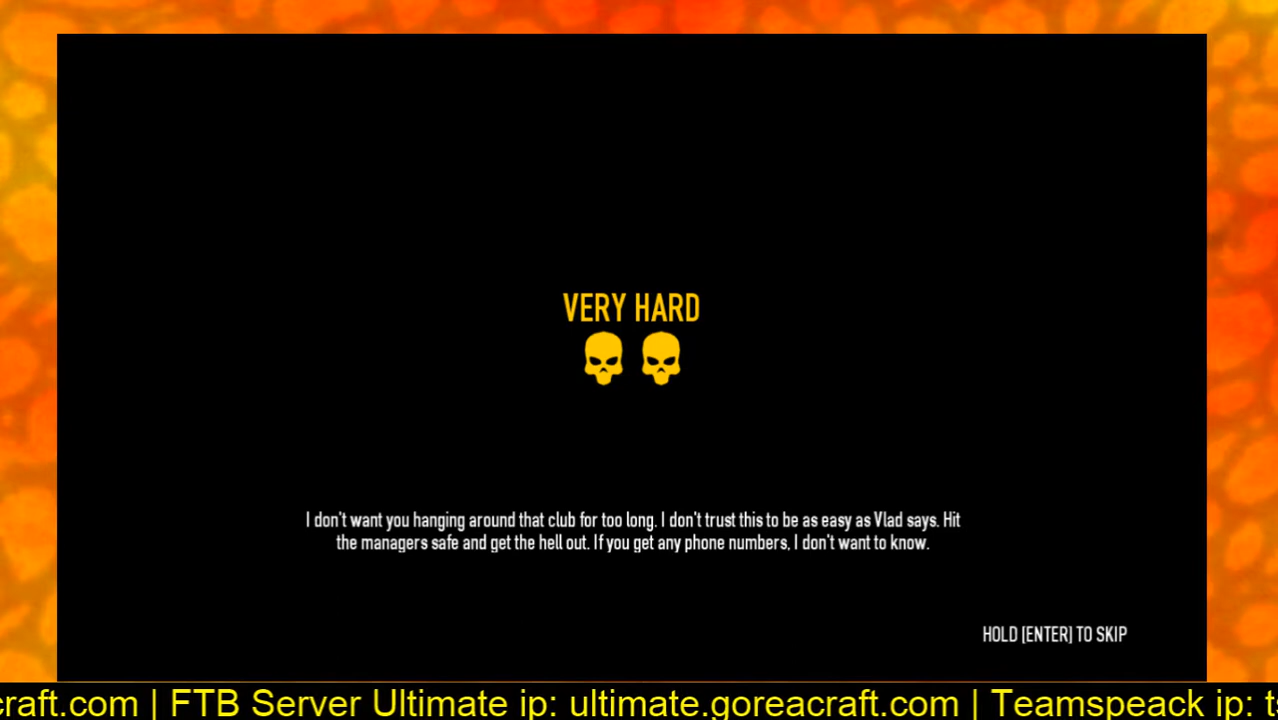 VERY HARD
I don't want you hanging around that club for too long. I don't trust this to be as easy as Vlad says. Hit
the managers safe and get the hell out. If you get any phone numbers, I don't want to know.
HOLD [ENTER] TO SKIP
craft.com | FTB Server Ultimate ip: ultimate.goreacraft.com | Teamspeack ip: t